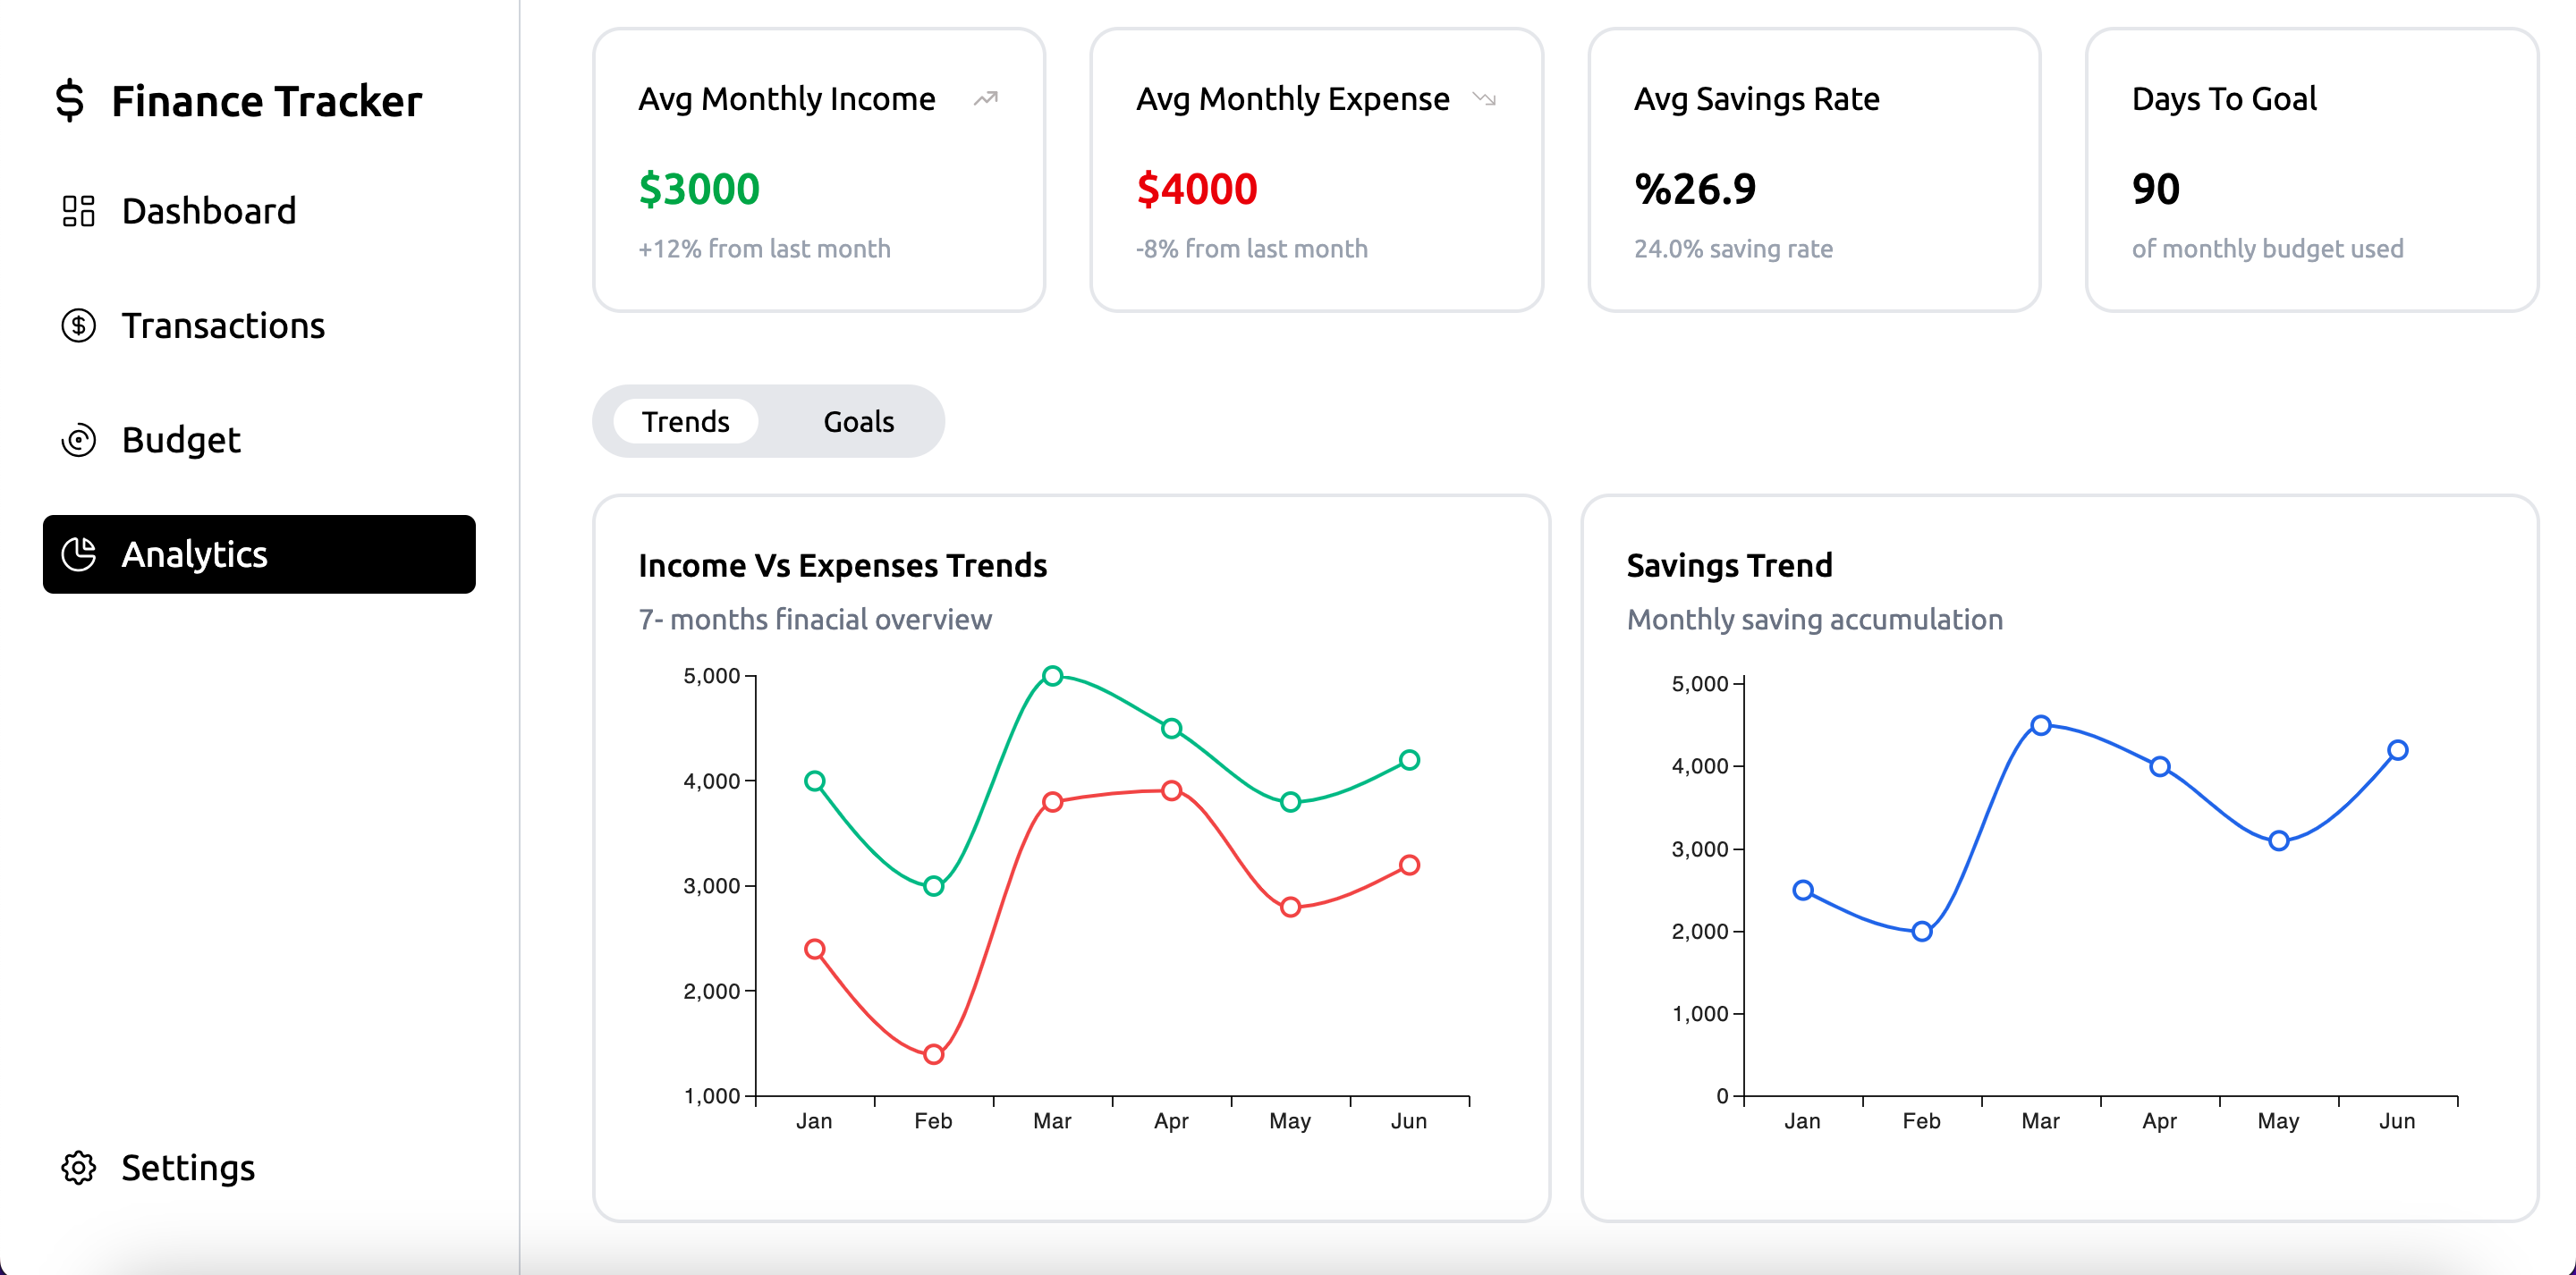 Finance Tracker
Dashboard
Transactions
Budget
Analytics
Settings
Avg Monthly Income
$3000
+12% from last month
Avg Monthly Expense
$4000
-8% from last month
Avg Savings Rate
%26.9
24.0% saving rate
Days To Goal
90
of monthly budget used
Trends
Goals
Income Vs Expenses Trends
7- months finacial overview
5,000
4,000
3,000
2,000
1,000
Jan Feb Mar Apr May Jun
Savings Trend
Monthly saving accumulation
5,000
4,000
3,000
2,000
1,000
0
Jan Feb Mar Apr May Jun